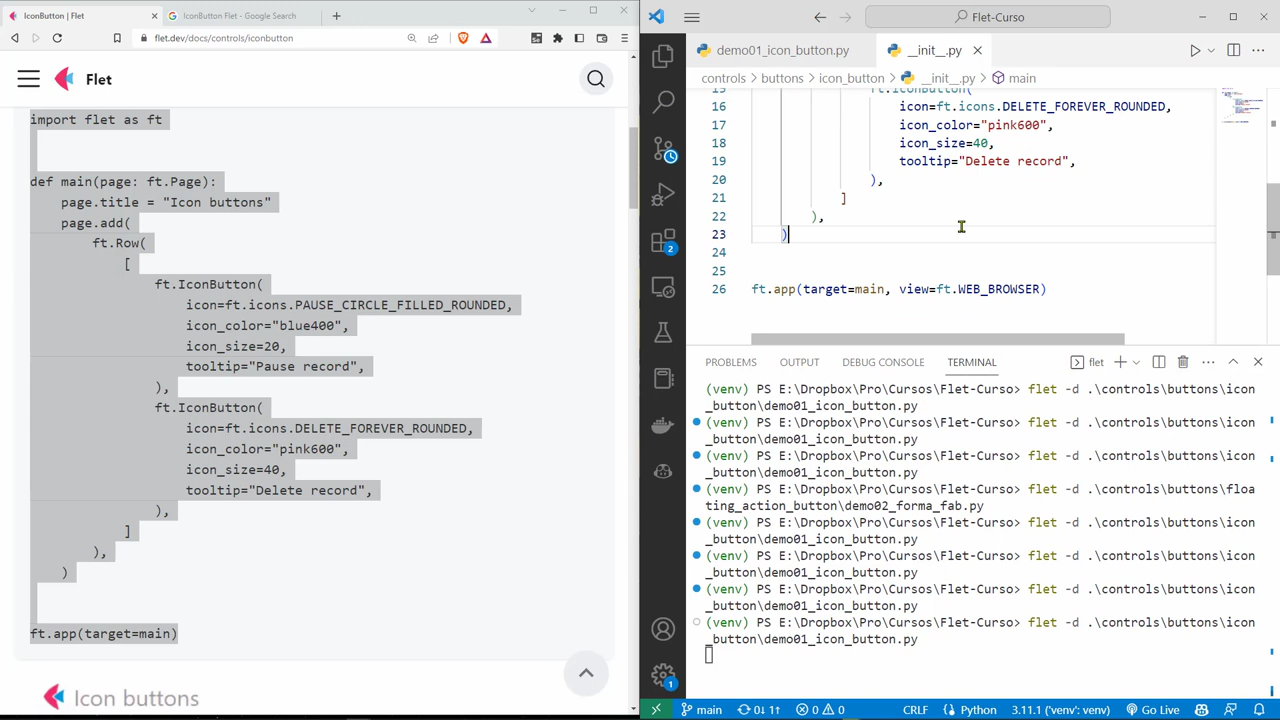 IconButton | Flet
IconButton Flet - Google Search
flet.dev/docs/controls/iconbutton
Flet
import flet as ft
def main(page: ft.Page):
page.title = "Icon buttons"
page.add(
ft.Row(
[
ft.IconButton(
icon=ft.icons.PAUSE_CIRCLE_FILLED_ROUNDED,
icon_color="blue400",
icon_size=20,
tooltip="Pause record",
),
ft.IconButton(
icon=ft.icons.DELETE_FOREVER_ROUNDED,
icon_color="pink600",
icon_size=40,
tooltip="Delete record",
),
]
),
)
ft.app(target=main)
Icon buttons
Flet-Curso
demo01_icon_button.py
__init__.py
controls > buttons > icon_button > __init__.py > main
15 ft.IconButton(
16 icon=ft.icons.DELETE_FOREVER_ROUNDED,
17 icon_color="pink600",
18 icon_size=40,
19 tooltip="Delete record",
20 ),
21 ]
22 ),
23 )
24
25
26 ft.app(target=main, view=ft.WEB_BROWSER)
PROBLEMS OUTPUT DEBUG CONSOLE TERMINAL flet
(venv) PS E:\Dropbox\Pro\Cursos\Flet-Curso> flet -d .\controls\buttons\icon
_button\demo01_icon_button.py
(venv) PS E:\Dropbox\Pro\Cursos\Flet-Curso> flet -d .\controls\buttons\icon
_button\demo01_icon_button.py
(venv) PS E:\Dropbox\Pro\Cursos\Flet-Curso> flet -d .\controls\buttons\icon
_button\demo01_icon_button.py
(venv) PS E:\Dropbox\Pro\Cursos\Flet-Curso> flet -d .\controls\buttons\floa
ting_action_button\demo02_forma_fab.py
(venv) PS E:\Dropbox\Pro\Cursos\Flet-Curso> flet -d .\controls\buttons\icon
_button\demo01_icon_button.py
(venv) PS E:\Dropbox\Pro\Cursos\Flet-Curso> flet -d .\controls\buttons\icon
_button\demo01_icon_button.py
(venv) PS E:\Dropbox\Pro\Cursos\Flet-Curso> flet -d .\controls\buttons\icon
_button\demo01_icon_button.py
(venv) PS E:\Dropbox\Pro\Cursos\Flet-Curso> flet -d .\controls\buttons\icon
_button\demo01_icon_button.py
2
1
main 0↓ 1↑ 0 0 CRLF Python 3.11.1 ('venv': venv) Go Live